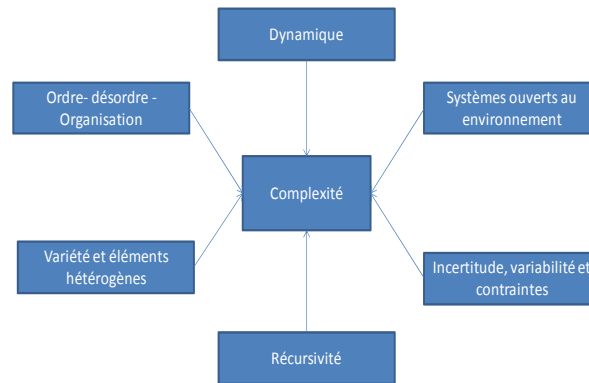 Dynamique
Ordre- désordre -
Organisation
Systèmes ouverts au
environnement
Complexité
Variété et éléments
hétérogènes
Incertitude, variabilité et
contraintes
Récursivité